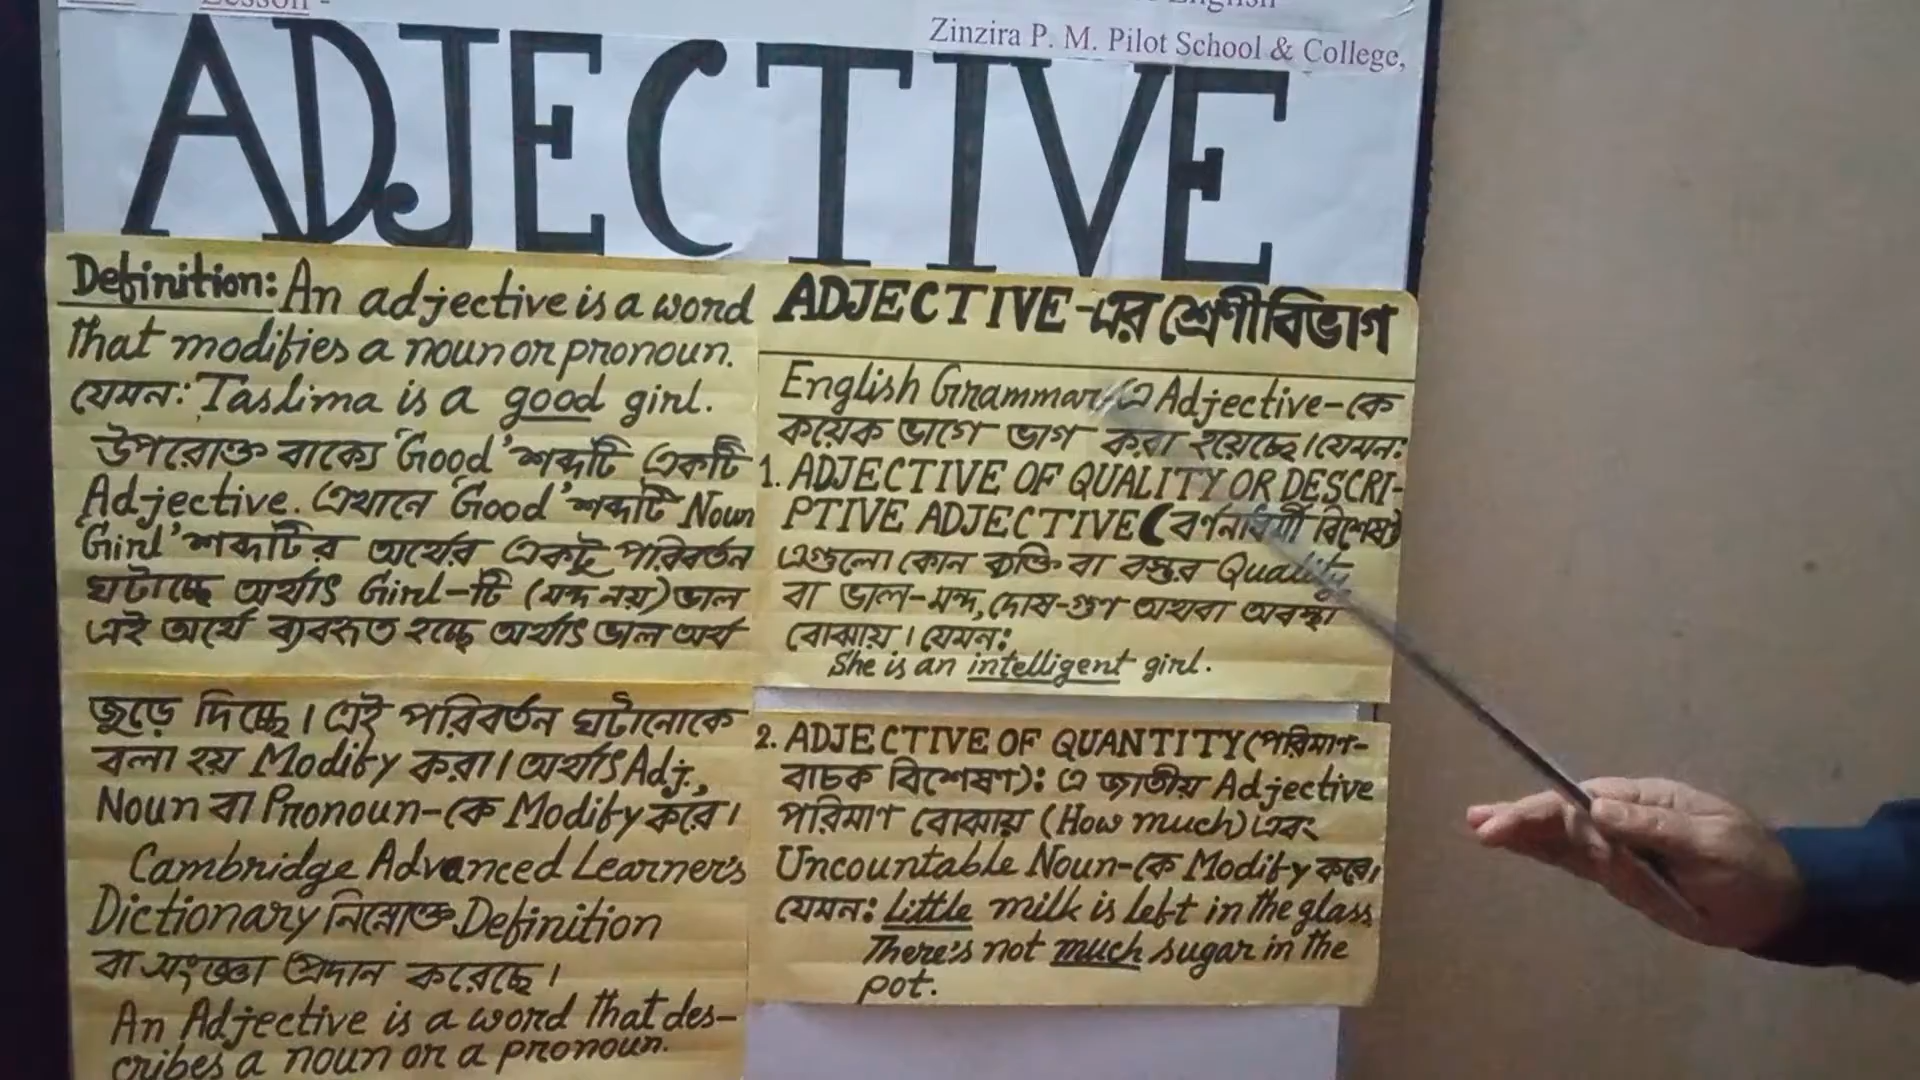 Lesson -
English
Zinzira P. M. Pilot School & College,
ADJECTIVE
Definition: An adjective is a word
that modifies a noun or pronoun.
যেমন: Taslima is a good girl.
উপরোক্ত বাক্যে 'Good' শব্দটি একটি
Adjective. এখানে 'Good' শব্দটি Noun
'Girl' শব্দটির অর্থের একটু পরিবর্তন
ঘটাচ্ছে অর্থাৎ Girl-টি (মন্দ নয়) ভাল
এই অর্থে ব্যবহৃত হচ্ছে অর্থাৎ ভাল অর্থ
জুড়ে দিচ্ছে। এই পরিবর্তন ঘটানোকে
বলা হয় Modify করা। অর্থাৎ Adj.,
Noun বা Pronoun-কে Modify করে।
Cambridge Advanced Learner's
Dictionary নিম্নোক্ত Definition
বা সংজ্ঞা প্রদান করেছে।
An Adjective is a word that des-
cribes a noun or a pronoun.
ADJECTIVE-এর শ্রেণীবিভাগ
English Grammar-এ Adjective-কে
কয়েক ভাগে ভাগ করা হয়েছে। যেমন:
1. ADJECTIVE OF QUALITY OR DESCRI-
PTIVE ADJECTIVE (বর্ণনাধর্মী বিশেষ)
এগুলো কোন ব্যক্তি বা বস্তুর Quality
বা ভাল-মন্দ, দোষ-গুণ অথবা অবস্থা
বোঝায়। যেমন:
She is an intelligent girl.
2. ADJECTIVE OF QUANTITY (পরিমাণ-
বাচক বিশেষণ): এ জাতীয় Adjective
পরিমাণ বোঝায় (How much) এবং
Uncountable Noun-কে Modify করে।
যেমন: Little milk is left in the glass.
There's not much sugar in the
pot.